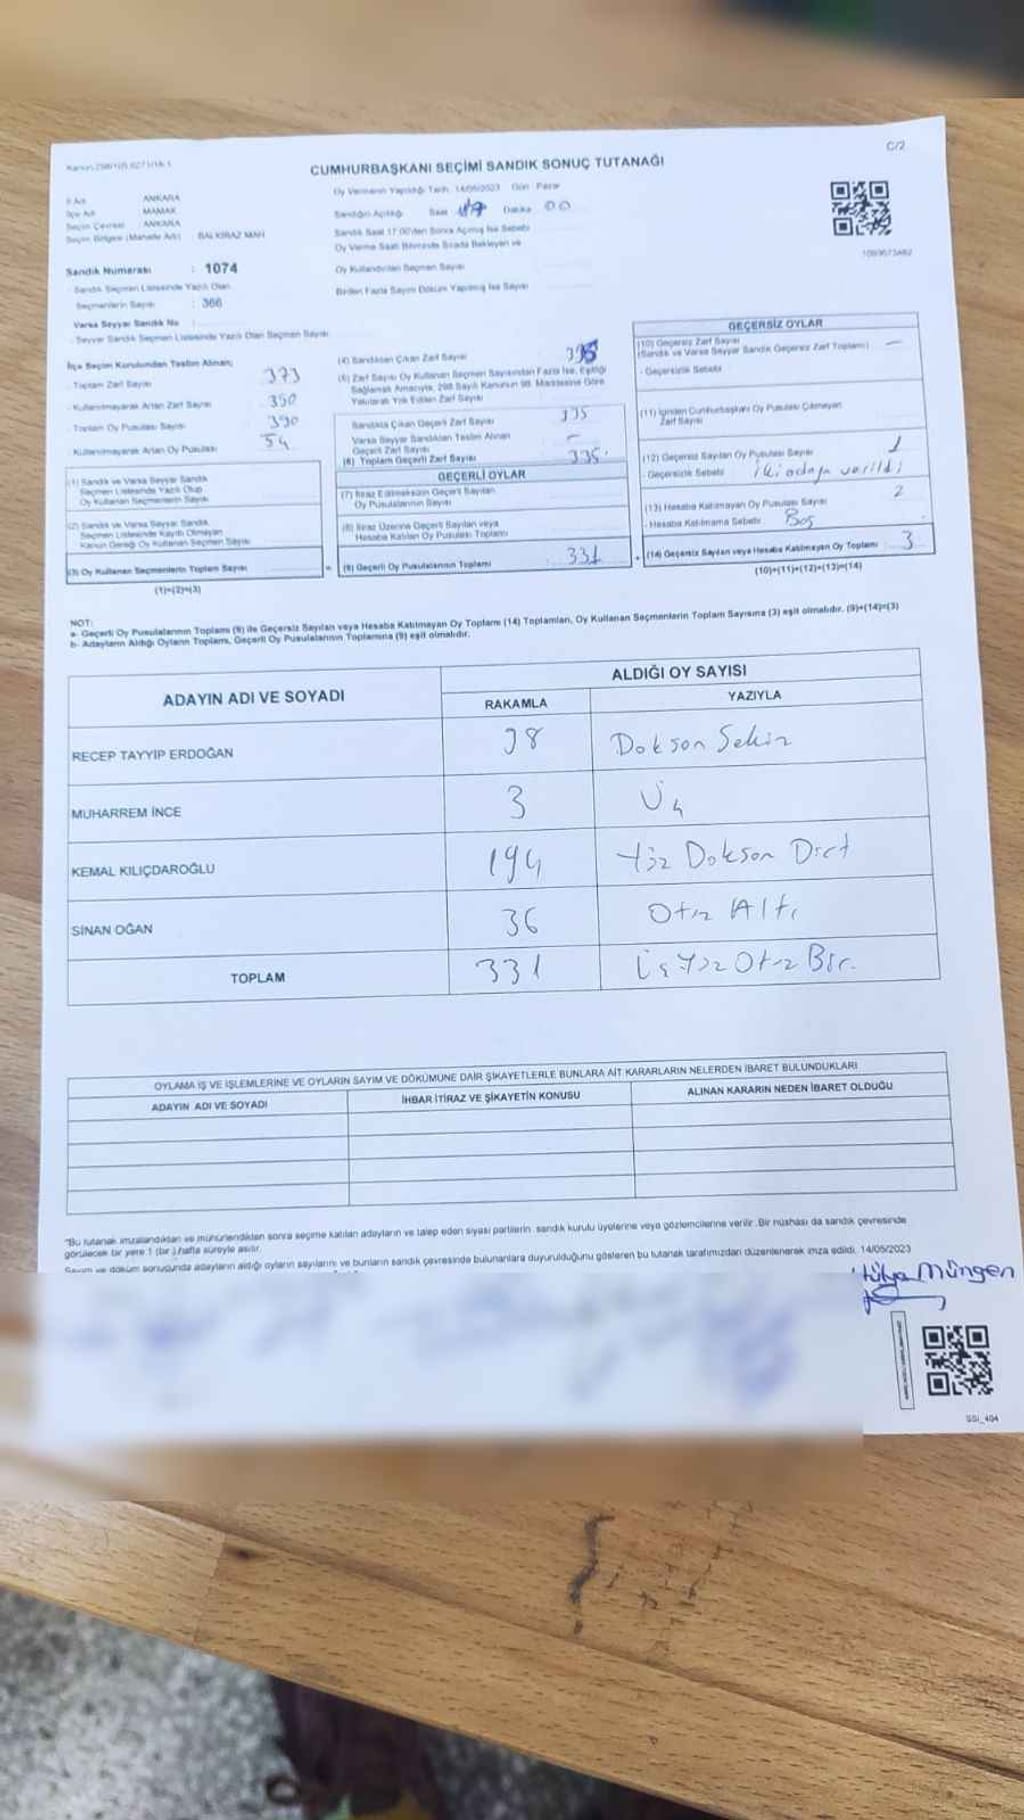 C/2
CUMHURBAŞKANI SEÇİMİ SANDIK SONUÇ TUTANAĞI
İl Adı ANKARA
İlçe Adı MAMAK
Seçim Çevresi ANKARA
Seçim Bölgesi (Mahalle Adı) BALKİRAZ MAH
Oy Vermenin Yapıldığı Tarih 14/05/2023 Gün Pazar
Sandığın Açıldığı Saat 17 Dakika 00
Sandık Saat 17:00'den Sonra Açılmış İse Sebebi
Oy Verme Saati Bitiminde Sırada Bekleyen ve
Oy Kullandırılan Seçmen Sayısı
Birden Fazla Sayım Döküm Yapılmış İse Sayısı
Sandık Numarası : 1074
Sandık Seçmen Listesinde Yazılı Olan
Seçmenlerin Sayısı : 366
Varsa Seyyar Sandık No
Seyyar Sandık Seçmen Listesinde Yazılı Olan Seçmen Sayısı
İlçe Seçim Kurulundan Teslim Alınan;
Toplam Zarf Sayısı 373
Kullanılmayarak Artan Zarf Sayısı 350
Toplam Oy Pusulası Sayısı 390
Kullanılmayarak Artan Oy Pusulası 54
(1) Sandık ve Varsa Seyyar Sandık
Seçmen Listesinde Yazılı Olup
Oy Kullanan Seçmenlerin Sayısı
(2) Sandık ve Varsa Seyyar Sandık
Seçmen Listesinde Kayıtlı Olmayan
Kanun Gereği Oy Kullanan Seçmen Sayısı
(3) Oy Kullanan Seçmenlerin Toplam Sayısı
(1)+(2)=(3)
(4) Sandıktan Çıkan Zarf Sayısı
(5) Zarf Sayısı Oy Kullanan Seçmen Sayısından Fazla İse, Eşitliği
Sağlamak Amacıyla, 298 Sayılı Kanunun 98. Maddesine Göre
Yakılarak Yok Edilen Zarf Sayısı
Sandıkta Çıkan Geçerli Zarf Sayısı 335
Varsa Seyyar Sandıktan Teslim Alınan
Geçerli Zarf Sayısı –
(6) Toplam Geçerli Zarf Sayısı 335
GEÇERLİ OYLAR
(7) İtiraz Edilmeksizin Geçerli Sayılan
Oy Pusulasının Sayısı
(8) İtiraz Üzerine Geçerli Sayılan veya
Hesaba Katılan Oy Pusulası Toplamı
(9) Geçerli Oy Pusulalarının Toplamı 331
GEÇERSİZ OYLAR
(10) Geçersiz Zarf Sayısı
(Sandık ve Varsa Seyyar Sandık Geçersiz Zarf Toplamı) –
- Geçersizlik Sebebi
(11) İçinden Cumhurbaşkanı Oy Pusulası Çıkmayan
Zarf Sayısı
(12) Geçersiz Sayılan Oy Pusulası Sayısı 1
Geçersizlik Sebebi İki adaya verildi
(13) Hesaba Katılmayan Oy Pusulası Sayısı 2
- Hesaba Katılmama Sebebi Boş
(14) Geçersiz Sayılan veya Hesaba Katılmayan Oy Toplamı 3
(10)+(11)+(12)+(13)=(14)
NOT:
a- Geçerli Oy Pusulalarının Toplamı (9) ile Geçersiz Sayılan veya Hesaba Katılmayan Oy Toplamı (14) Toplamları, Oy Kullanan Seçmenlerin Toplam Sayısına (3) eşit olmalıdır. (9)+(14)=(3)
b- Adayların Aldığı Oyların Toplamı, Geçerli Oy Pusulalarının Toplamına (9) eşit olmalıdır.
ADAYIN ADI VE SOYADI ALDIĞI OY SAYISI
RAKAMLA YAZIYLA
RECEP TAYYİP ERDOĞAN 98 Dokson Sekiz
MUHARREM İNCE 3 Üç
KEMAL KILIÇDAROĞLU 194 Yüz Dokson Dört
SİNAN OĞAN 36 Otuz Altı
TOPLAM 331 Üç Yüz Otuz Bir.
OYLAMA İŞ VE İŞLEMLERİNE VE OYLARIN SAYIM VE DÖKÜMÜNE DAİR ŞİKAYETLERLE BUNLARA AİT KARARLARIN NELERDEN İBARET BULUNDUKLARI
ADAYIN ADI VE SOYADI İHBAR İTİRAZ VE ŞİKAYETİN KONUSU ALINAN KARARIN NEDEN İBARET OLDUĞU
"Bu tutanak imzalandıktan ve mühürlendikten sonra seçime katılan adayların ve talep eden siyasi partilerin sandık kurulu üyelerine veya gözlemcilerine verilir. Bir nüshası da sandık çevresinde
görülecek bir yere 1 (bir) hafta süreyle asılır.
Sayım ve döküm sonucunda adayların aldığı oyların sayılarını ve bunların sandık çevresinde bulunanlara duyurulduğunu gösteren bu tutanak tarafımızdan düzenlenerek imza edildi. 14/05/2023
Hülya Müngen
SSI_404